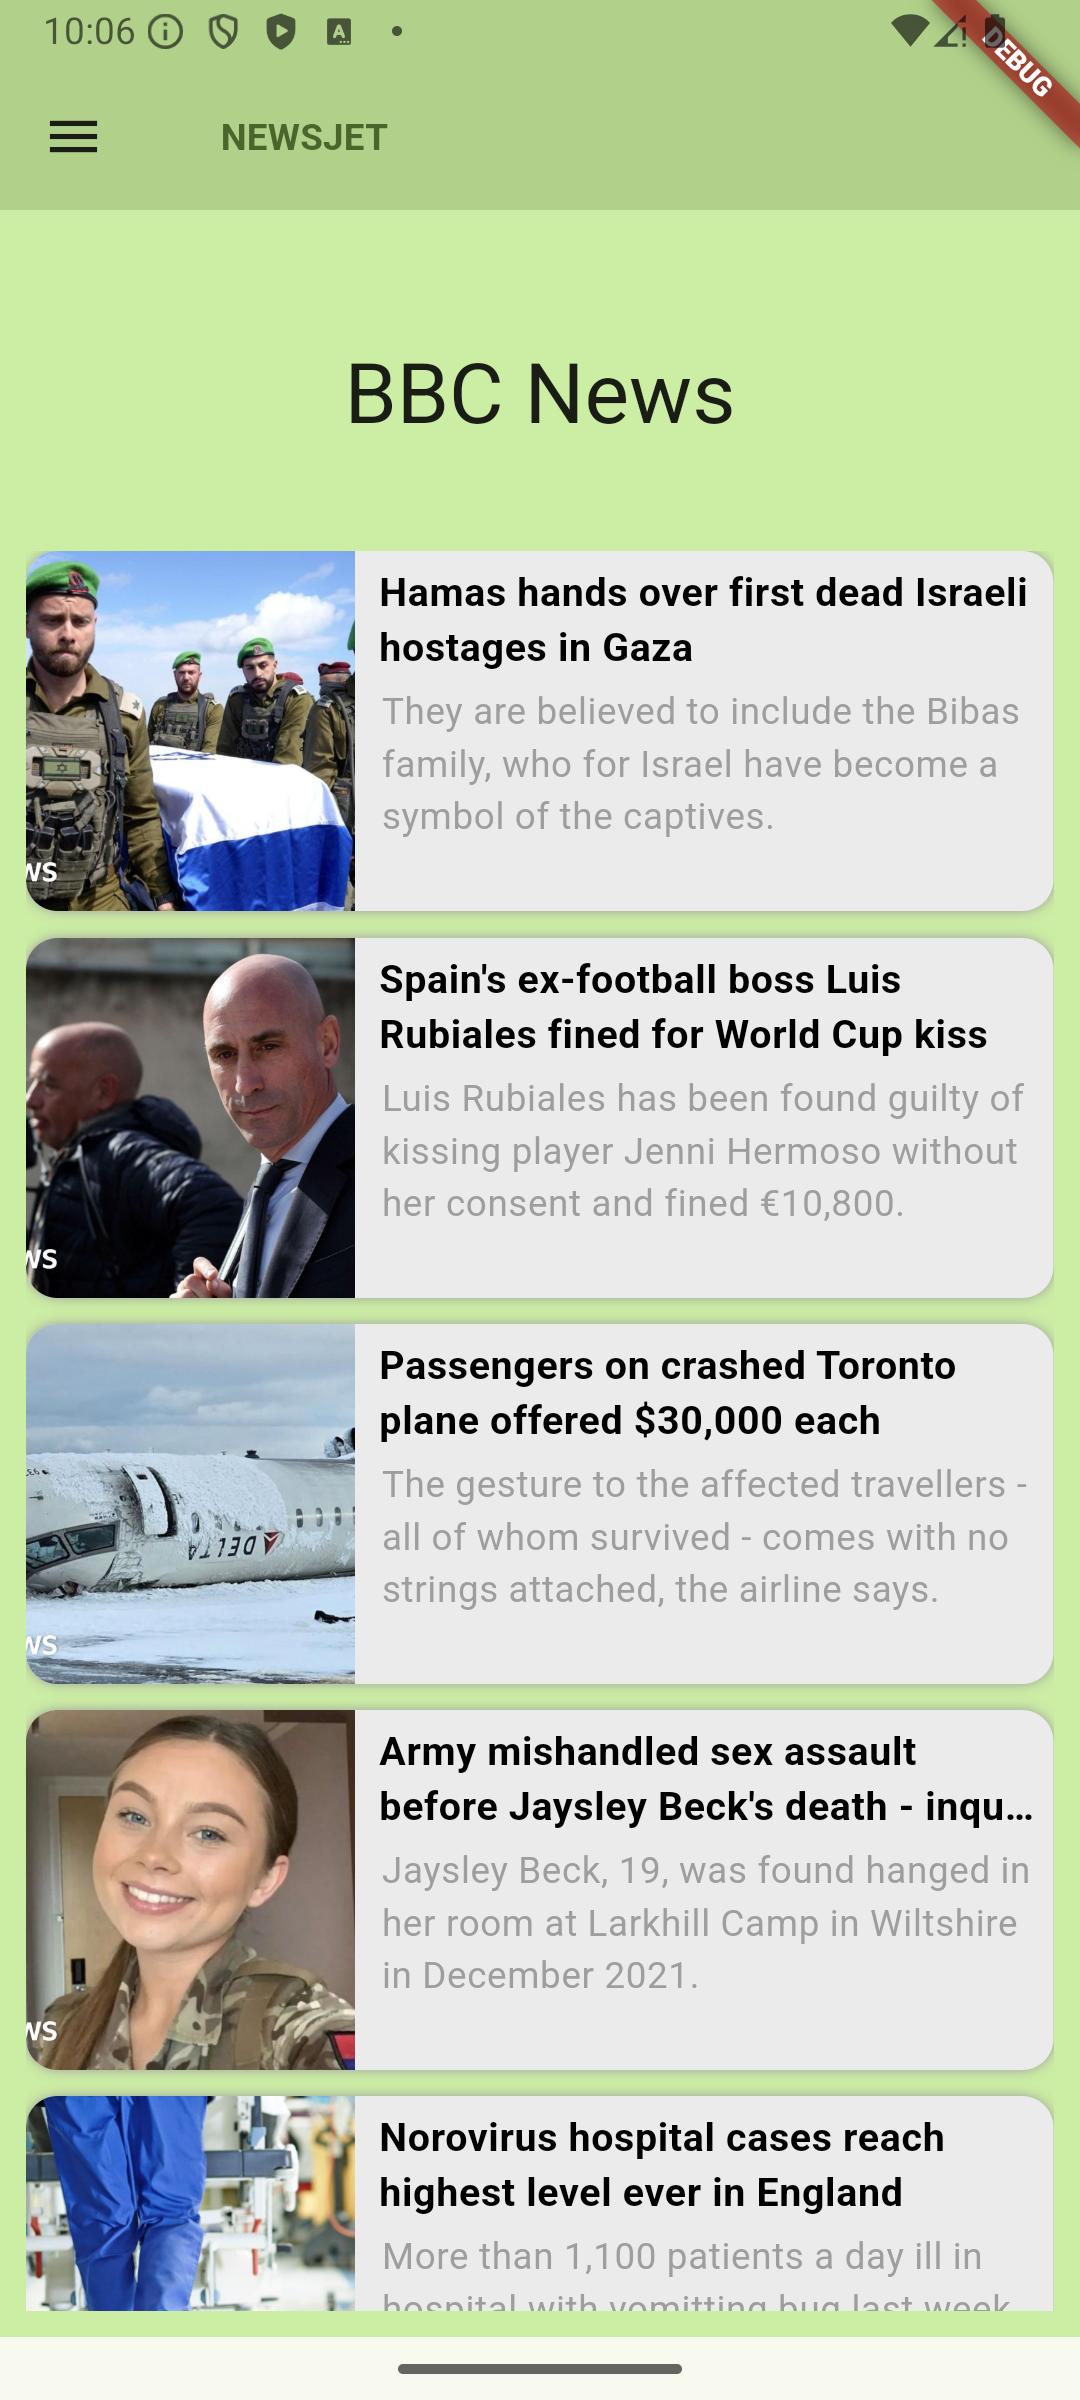 10:06
DEBUG
NEWSJET
BBC News
Hamas hands over first dead Israeli
hostages in Gaza
They are believed to include the Bibas
family, who for Israel have become a
symbol of the captives.
WS
Spain's ex-football boss Luis
Rubiales fined for World Cup kiss
Luis Rubiales has been found guilty of
kissing player Jenni Hermoso without
her consent and fined €10,800.
WS
Passengers on crashed Toronto
plane offered $30,000 each
The gesture to the affected travellers -
all of whom survived - comes with no
strings attached, the airline says.
DELTA
WS
Army mishandled sex assault
before Jaysley Beck's death - inqu...
Jaysley Beck, 19, was found hanged in
her room at Larkhill Camp in Wiltshire
in December 2021.
WS
Norovirus hospital cases reach
highest level ever in England
More than 1,100 patients a day ill in
hospital with vomitting bug last week